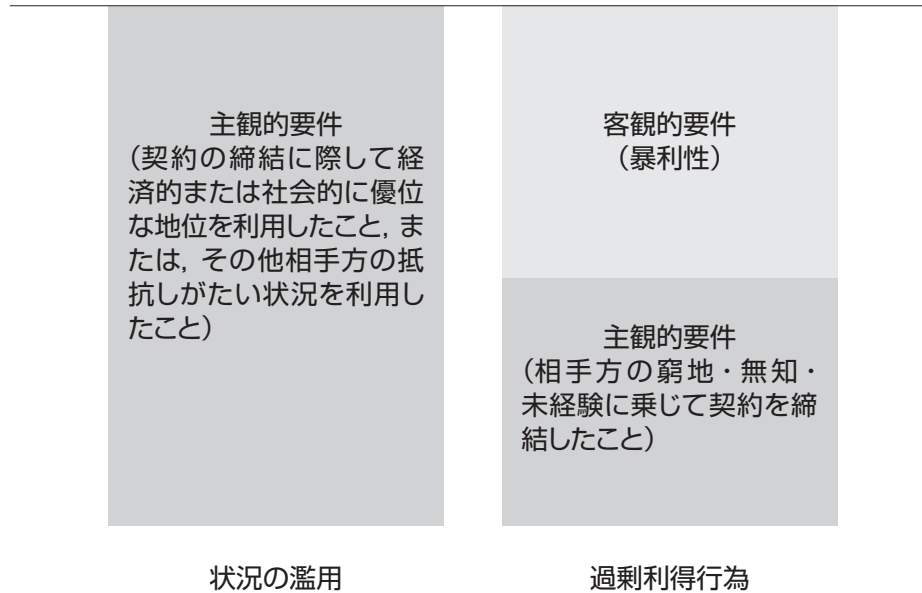 主観的要件
（契約の締結に際して経
済的または社会的に優位
な地位を利用したこと，ま
たは，その他相手方の抵
抗しがたい状況を利用し
たこと）
客観的要件
（暴利性）
主観的要件
（相手方の窮地・無知・
未経験に乗じて契約を締
結したこと）
状況の濫用
過剰利得行為